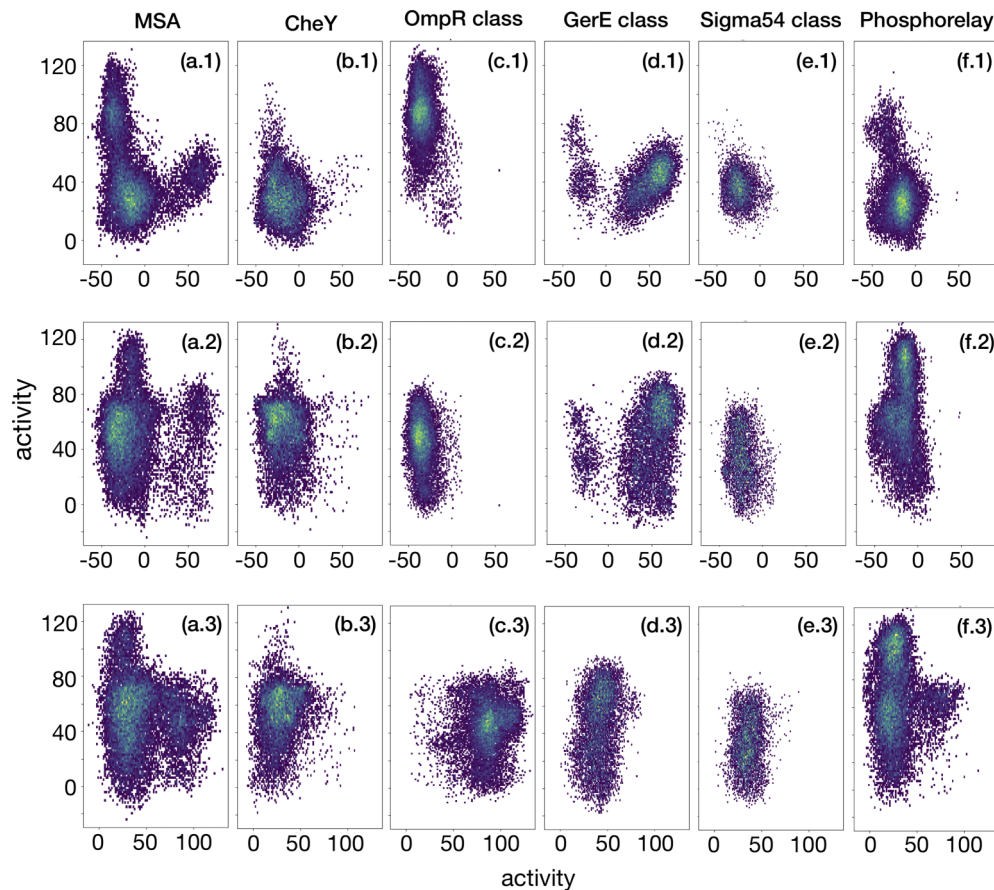 MSA CheY OmpR class GerE class Sigma54 class Phosphorelay
120 (a.1) (b.1) (c.1) (d.1) (e.1) (f.1)
80
40
0
-50 0 50 -50 0 50 -50 0 50 -50 0 50 -50 0 50 -50 0 50
120 (a.2) (b.2) (c.2) (d.2) (e.2) (f.2)
80
activity
40
0
-50 0 50 -50 0 50 -50 0 50 -50 0 50 -50 0 50 -50 0 50
120 (a.3) (b.3) (c.3) (d.3) (e.3) (f.3)
80
40
0
0 50 100 0 50 100 0 50 100 0 50 100 0 50 100 0 50 100
activity